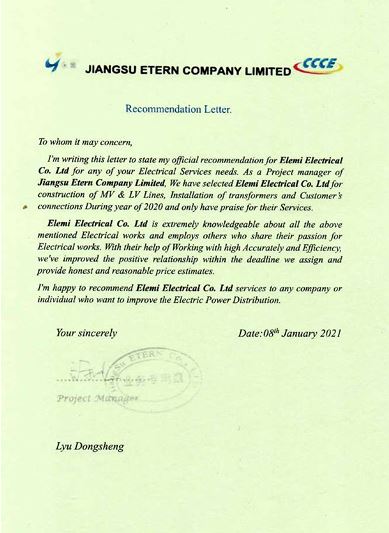 JIANGSU ETERN COMPANY LIMITED CCCE
Recommendation Letter.
To whom it may concern,
I'm writing this letter to state my official recommendation for Elemi Electrical
Co. Ltd for any of your Electrical Services needs. As a Project manager of
Jiangsu Etern Company Limited, We have selected Elemi Electrical Co. Ltd for
construction of MV & LV Lines, Installation of transformers and Customer's
connections During year of 2020 and only have praise for their Services.
Elemi Electrical Co. Ltd is extremely knowledgeable about all the above
mentioned Electrical works and employs others who share their passion for
Electrical works. With their help of Working with high Accurately and Efficiency,
we've improved the positive relationship within the deadline we assign and
provide honest and reasonable price estimates.
I'm happy to recommend Elemi Electrical Co. Ltd services to any company or
individual who want to improve the Electric Power Distribution.
Your sincerely Date:08th January 2021
ETERN Co.,
业务专用章
Project Manager
Lyu Dongsheng